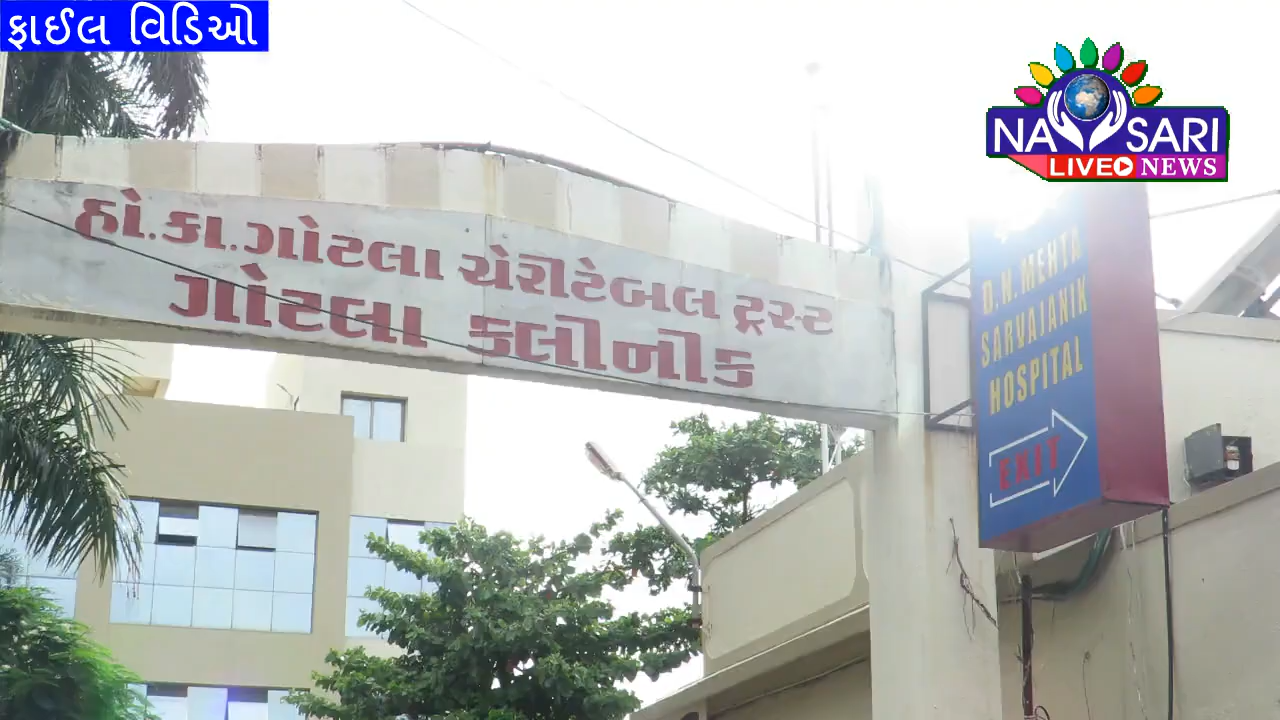 ફાઈલ વિડિઓ
NAVSARI
LIVE NEWS
હો.કા.ગોટલા ચેરીટેબલ ટ્રસ્ટ
ગોટલા ક્લીનીક
D.N. MEHTA
SARVAJANIK
HOSPITAL
EXIT